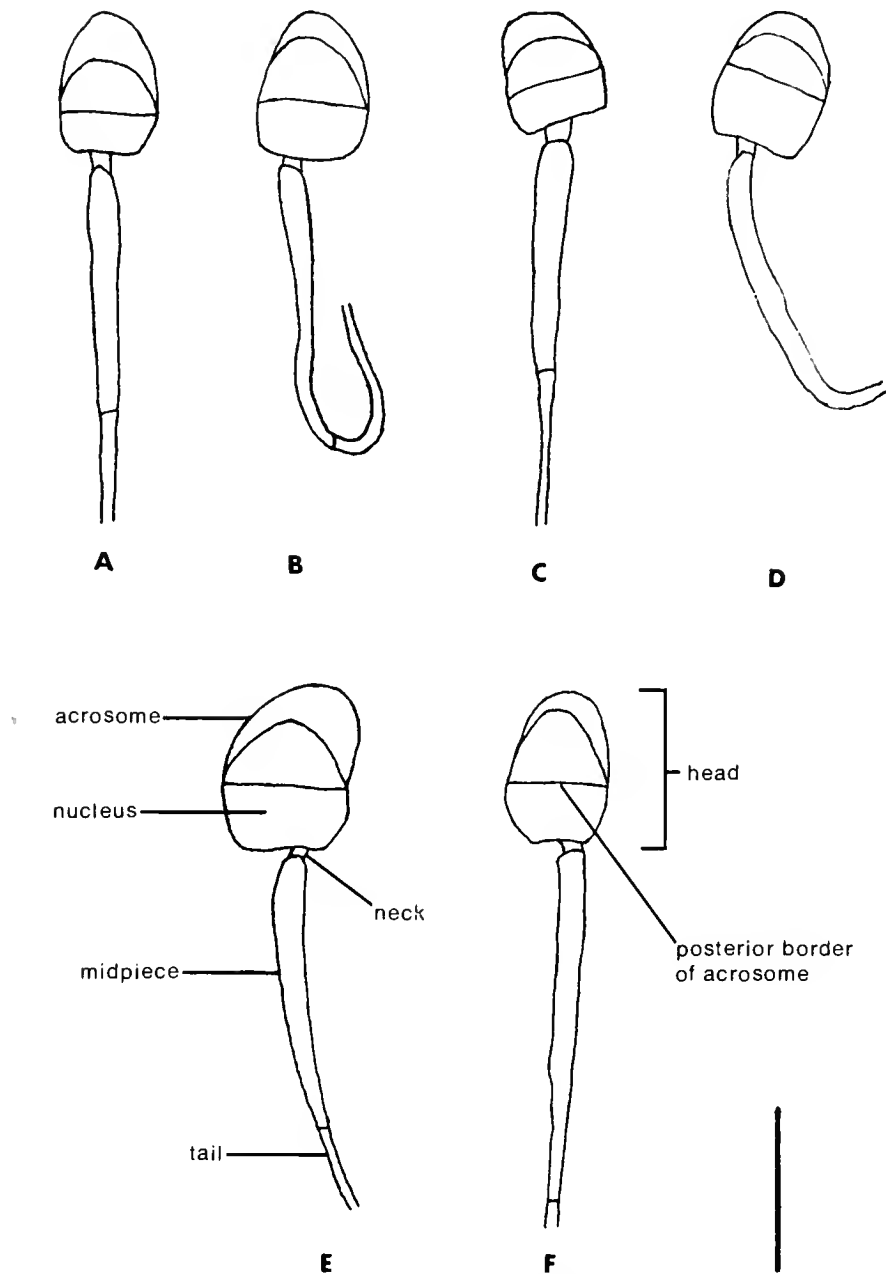 A
B
C
D
acrosome
nucleus
midpiece
tail
neck
head
posterior border
of acrosome
E
F